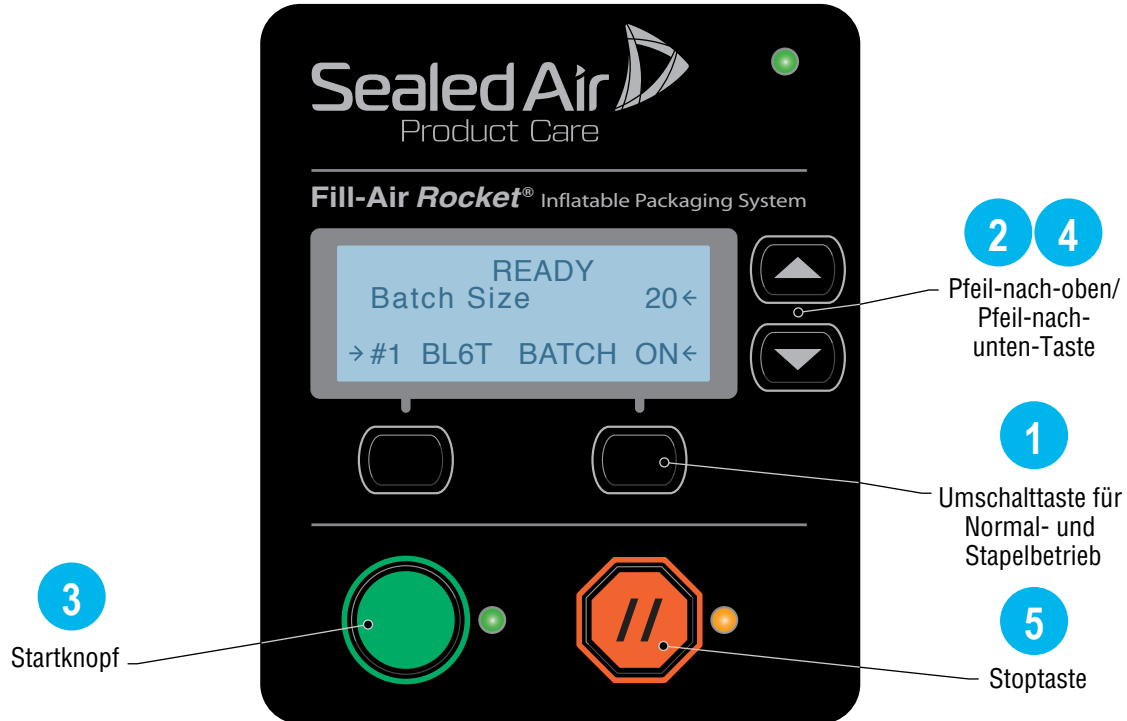 Sealed Air
Product Care
Fill-Air Rocket® Inflatable Packaging System
READY
Batch Size 20←
→#1 BL6T BATCH ON←
2 4
Pfeil-nach-oben/
Pfeil-nach-
unten-Taste
1
Umschalttaste für
Normal- und
Stapelbetrieb
3
Startknopf
//
5
Stoptaste